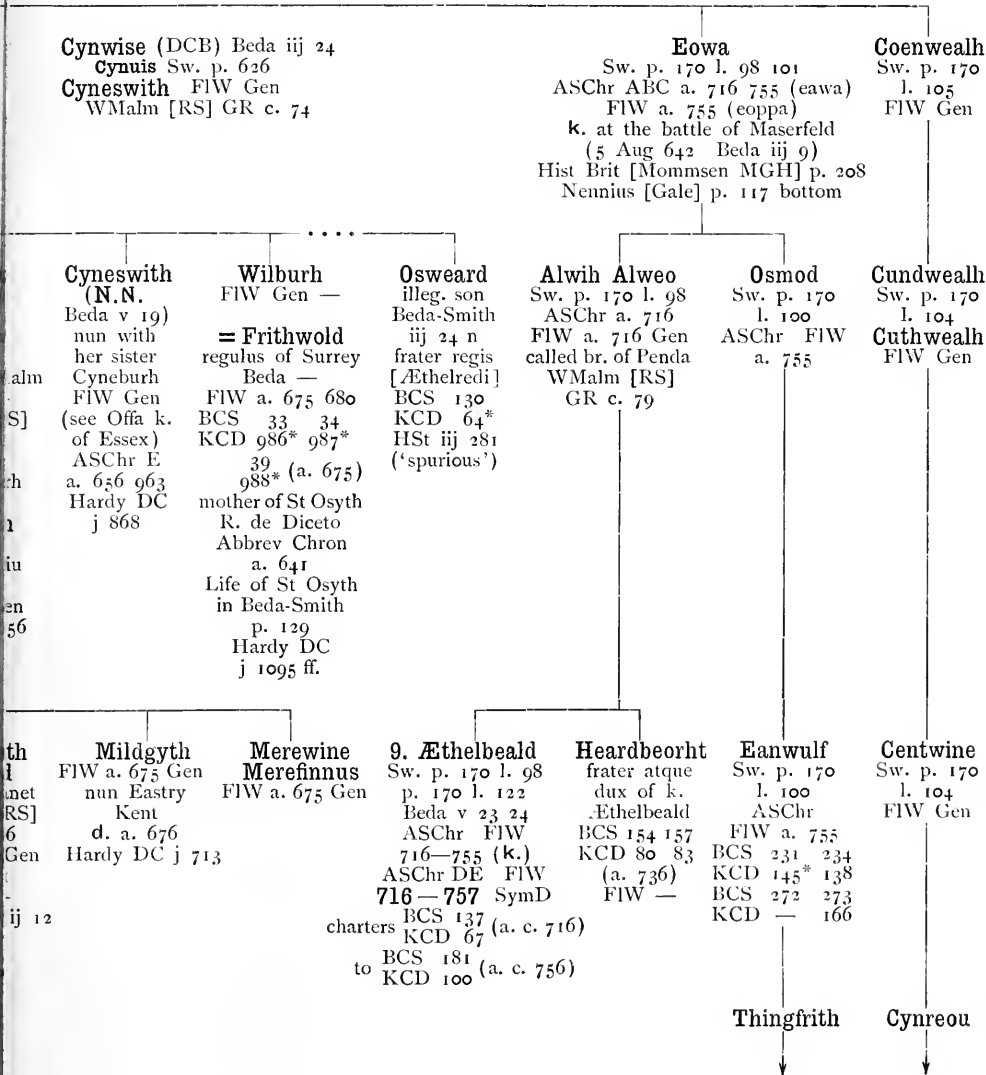 Cynwise (DCB) Beda iij 24
Cynuis Sw. p. 626
Cyneswith FlW Gen
WMalm [RS] GR c. 74
Eowa
Sw. p. 170 l. 98 101
ASChr ABC a. 716 755 (eawa)
FlW a. 755 (eoppa)
k. at the battle of Maserfeld
(5 Aug 642 Beda iij 9)
Hist Brit [Mommsen MGH] p. 208
Nennius [Gale] p. 117 bottom
Coenwealh
Sw. p. 170
l. 105
FlW Gen
alm
S]
ch
iu
en
56
Cyneswith
(N.N.
Beda v 19)
nun with
her sister
Cyneburh
FlW Gen
(see Offa k.
of Essex)
ASChr E
a. 656 963
Hardy DC
j 868
Wilburh
FlW Gen —
= Frithwold
regulus of Surrey
Beda —
FlW a. 675 680
BCS 33 34
KCD 986* 987*
39
988* (a. 675)
mother of St Osyth
R. de Diceto
Abbrev Chron
a. 641
Life of St Osyth
in Beda-Smith
p. 129
Hardy DC
j 1095 ff.
....
Osweard
illeg. son
Beda-Smith
iij 24 n
frater regis
[Æthelredi]
BCS 130
KCD 64*
HSt iij 281
('spurious')
Alwih Alweo
Sw. p. 170 l. 98
ASChr a. 716
FlW a. 716 Gen
called br. of Penda
WMalm [RS]
GR c. 79
Osmod
Sw. p. 170
l. 100
ASChr FlW
a. 755
Cundwealh
Sw. p. 170
l. 104
Cuthwealh
FlW Gen
th
net
RS]
6
Gen
ij 12
Mildgyth
FlW a. 675 Gen
nun Eastry
Kent
d. a. 676
Hardy DC j 713
Merewine
Merefinnus
FlW a. 675 Gen
9. Æthelbeald
Sw. p. 170 l. 98
p. 170 l. 122
Beda v 23 24
ASChr FlW
716—755 (k.)
ASChr DE FlW
716—757 SymD
charters BCS 137
KCD 67 (a. c. 716)
to BCS 181
KCD 100 (a. c. 756)
Heardbeorht
frater atque
dux of k.
Æthelbeald
BCS 154 157
KCD 80 83
(a. 736)
FlW —
Eanwulf
Sw. p. 170
l. 100
ASChr
FlW a. 755
BCS 231 234
KCD 145* 138
BCS 272 273
KCD — 166
Centwine
Sw. p. 170
l. 104
FlW Gen
Thingfrith
Cynreou